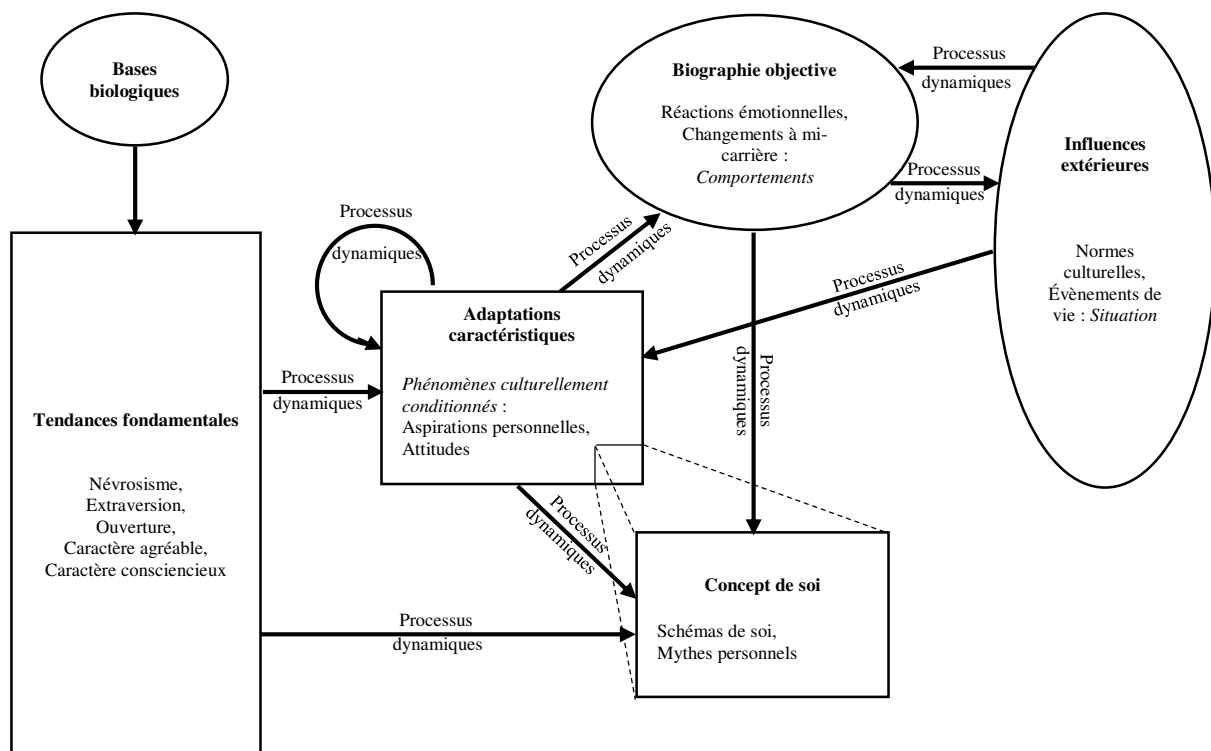 Bases
biologiques
Biographie objective
Réactions émotionnelles,
Changements à mi-
carrière :
Comportements
Processus
dynamiques
Processus
dynamiques
Influences
extérieures
Normes
culturelles,
Évènements de
vie : Situation
Processus
dynamiques
Processus
dynamiques
Processus
dynamiques
Adaptations
caractéristiques
Phénomènes culturellement
conditionnés :
Aspirations personnelles,
Attitudes
Processus
dynamiques
Processus
dynamiques
Tendances fondamentales
Névrosisme,
Extraversion,
Ouverture,
Caractère agréable,
Caractère consciencieux
Processus
dynamiques
Processus
dynamiques
Concept de soi
Schémas de soi,
Mythes personnels